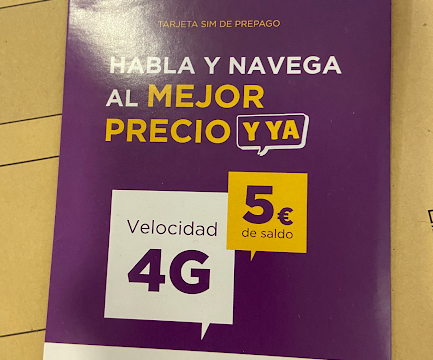 TARJETA SIM DE PREPAGO
HABLA Y NAVEGA
AL MEJOR
PRECIO Y YA
5€
de saldo
Velocidad
4G